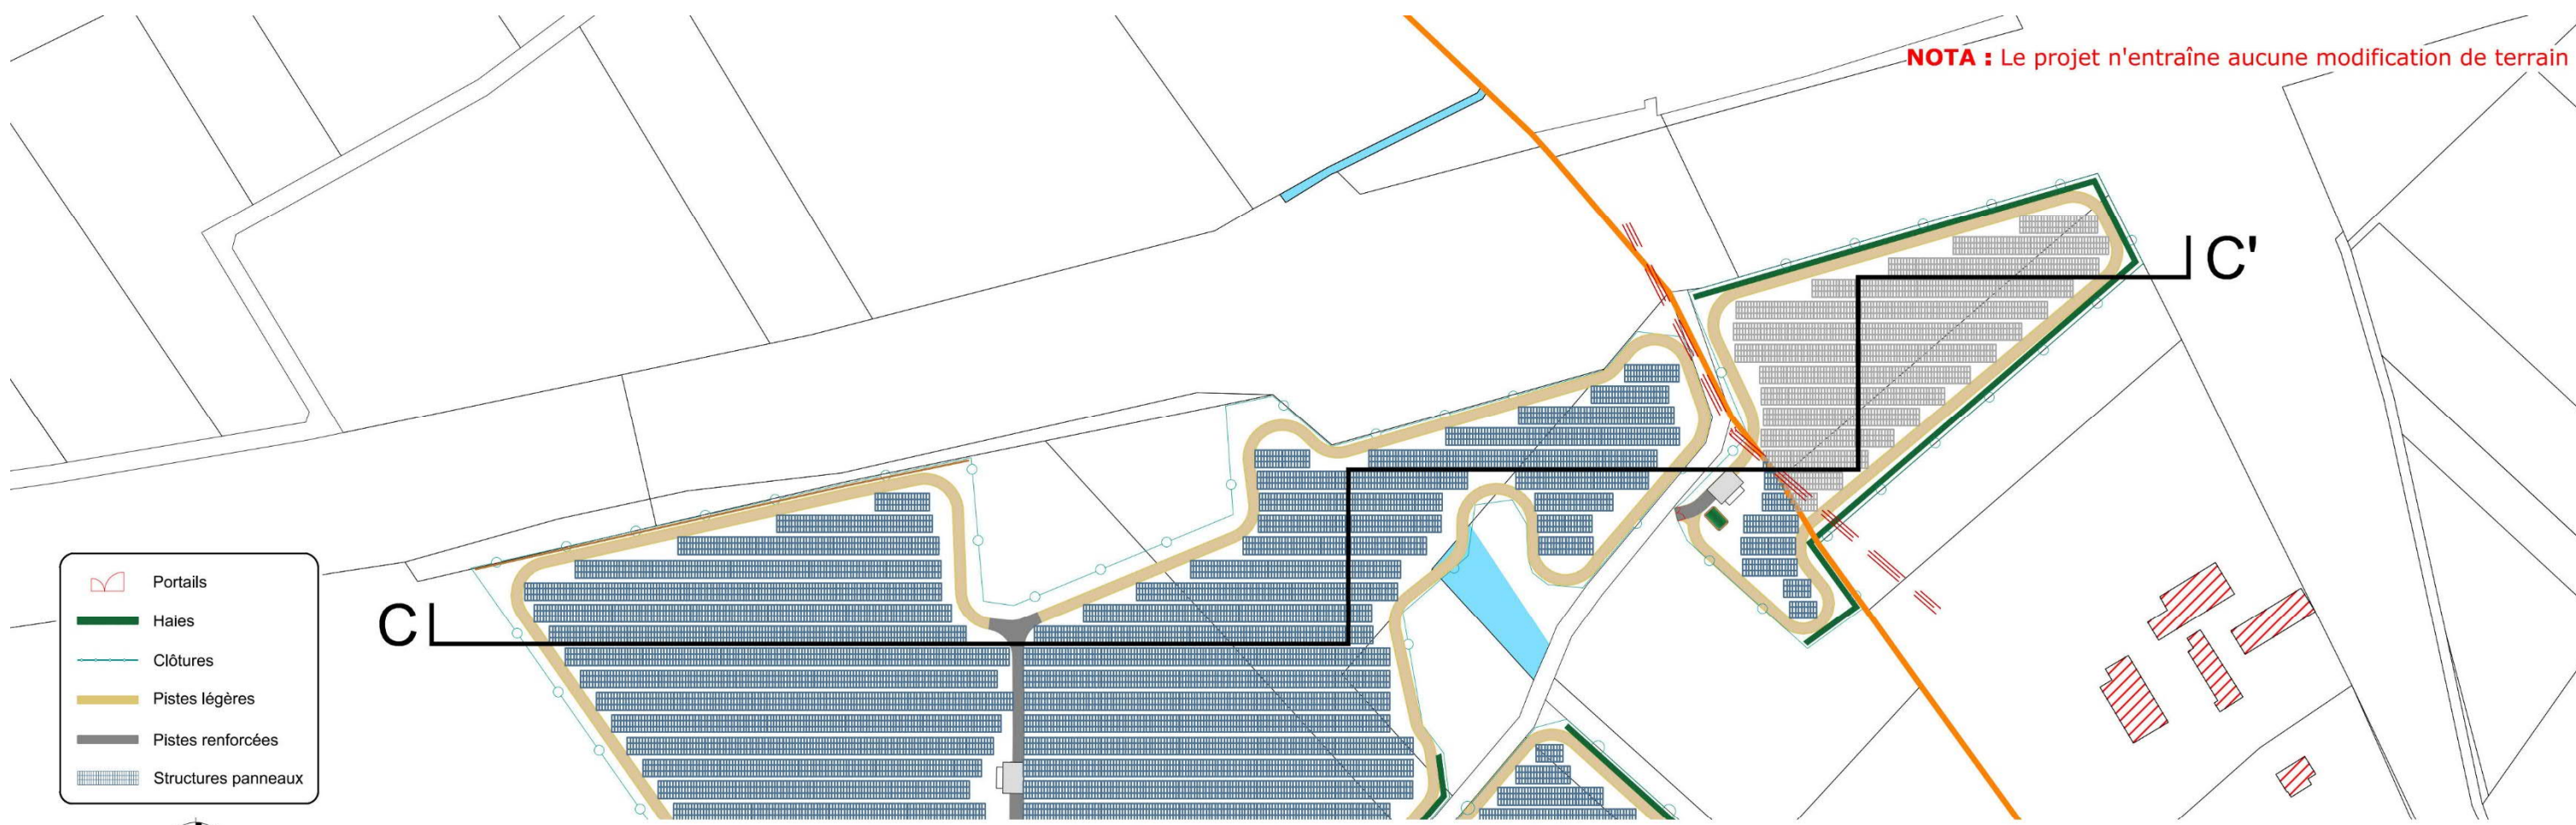 NOTA : Le projet n'entraîne aucune modification de terrain
C'
C
Portails
Haies
Clôtures
Pistes légères
Pistes renforcées
Structures panneaux